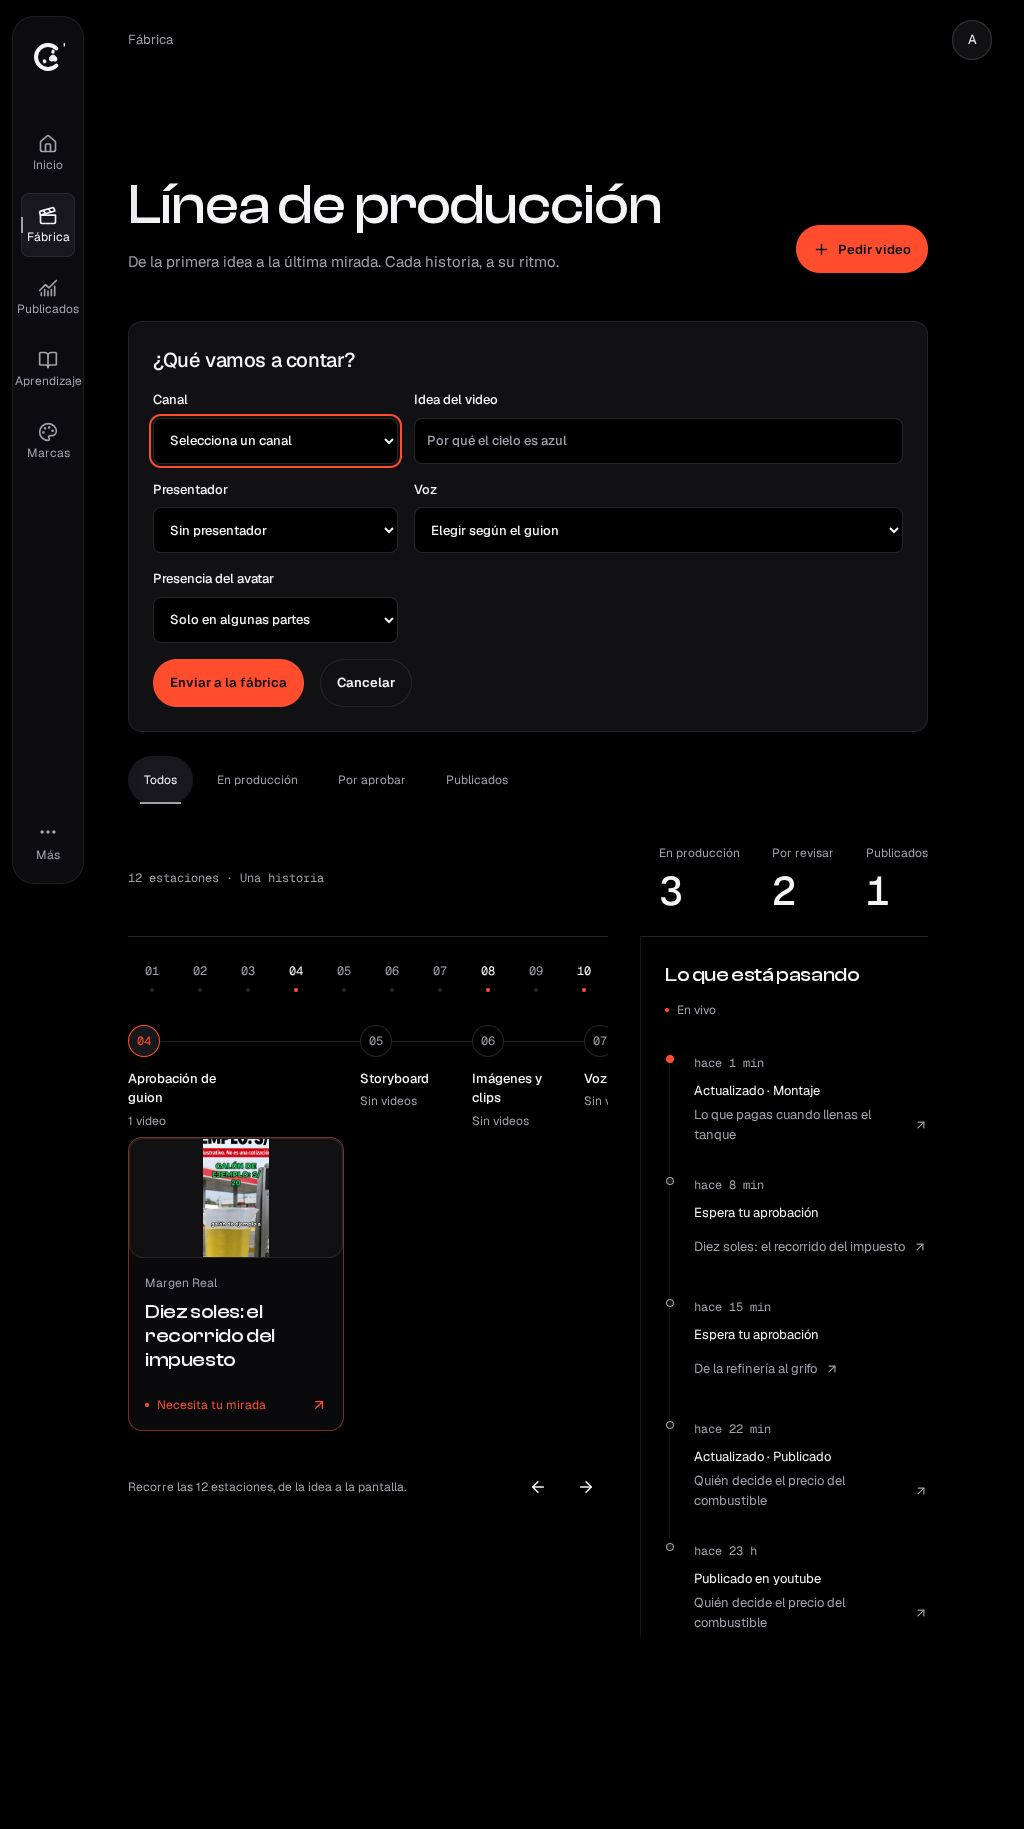 Fábrica
A
Inicio
Fábrica
Publicados
Aprendizaje
Marcas
Más
Línea de producción
De la primera idea a la última mirada. Cada historia, a su ritmo.
Pedir video
¿Qué vamos a contar?
Canal
Idea del video
Selecciona un canal
Por qué el cielo es azul
Presentador
Voz
Sin presentador
Elegir según el guion
Presencia del avatar
Solo en algunas partes
Enviar a la fábrica
Cancelar
Todos
En producción
Por aprobar
Publicados
12 estaciones · Una historia
En producción
Por revisar
Publicados
3
2
1
01 02 03 04 05 06 07 08 09 10
04
05
06
07
Aprobación de
guion
1 video
Storyboard
Sin videos
Imágenes y
clips
Sin videos
Voz
Sin
GALÓN DE
EJEMPLO: S/
20
Margen Real
Diez soles: el
recorrido del
impuesto
Necesita tu mirada
Recorre las 12 estaciones, de la idea a la pantalla.
Lo que está pasando
En vivo
hace 1 min
Actualizado · Montaje
Lo que pagas cuando llenas el
tanque
hace 8 min
Espera tu aprobación
Diez soles: el recorrido del impuesto
hace 15 min
Espera tu aprobación
De la refinería al grifo
hace 22 min
Actualizado · Publicado
Quién decide el precio del
combustible
hace 23 h
Publicado en youtube
Quién decide el precio del
combustible